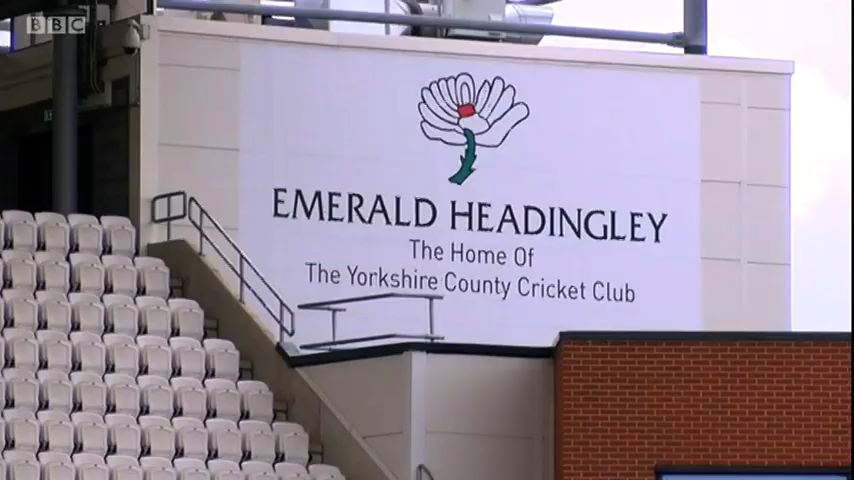 BBC
EMERALD HEADINGLEY
The Home Of
The Yorkshire County Cricket Club